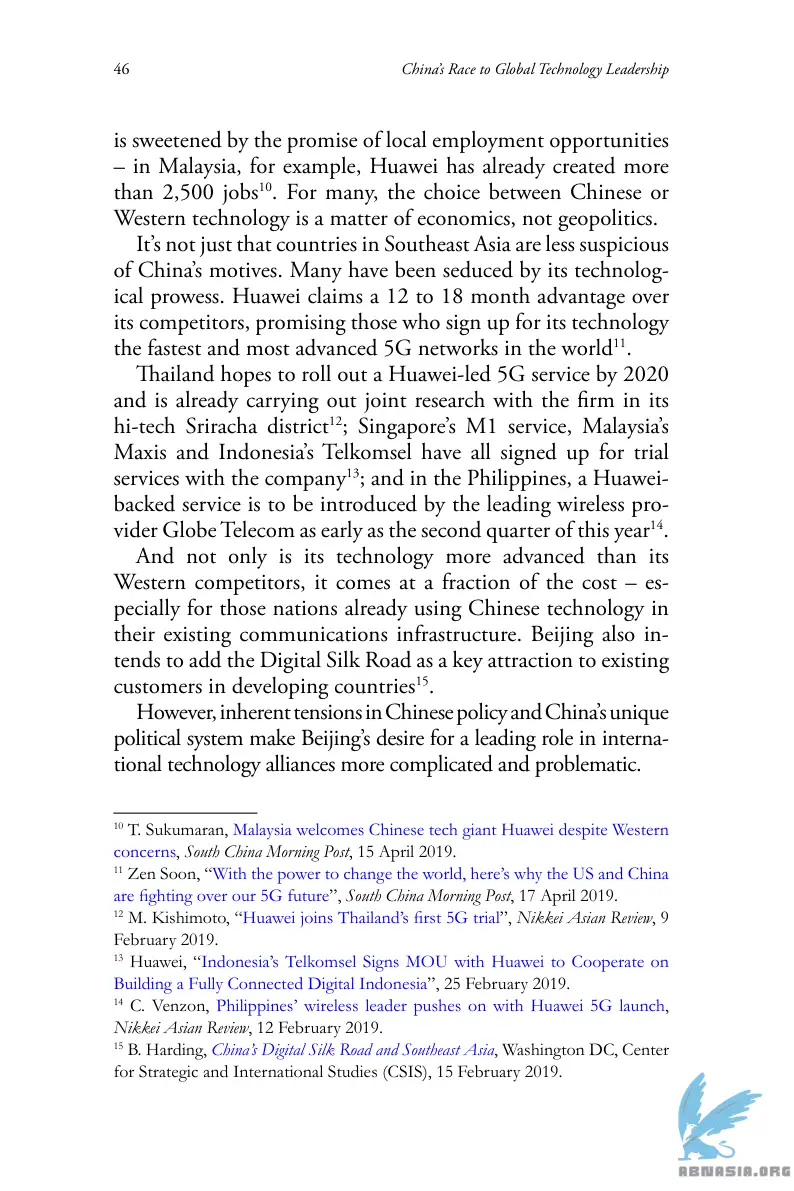 46
China's Race to Global Technology Leadership
is sweetened by the promise of local employment opportunities
– in Malaysia, for example, Huawei has already created more
than 2,500 jobs¹⁰. For many, the choice between Chinese or
Western technology is a matter of economics, not geopolitics.
It's not just that countries in Southeast Asia are less suspicious
of China's motives. Many have been seduced by its technolog-
ical prowess. Huawei claims a 12 to 18 month advantage over
its competitors, promising those who sign up for its technology
the fastest and most advanced 5G networks in the world¹¹.
Thailand hopes to roll out a Huawei-led 5G service by 2020
and is already carrying out joint research with the firm in its
hi-tech Sriracha district¹²; Singapore's M1 service, Malaysia's
Maxis and Indonesia's Telkomsel have all signed up for trial
services with the company¹³; and in the Philippines, a Huawei-
backed service is to be introduced by the leading wireless pro-
vider Globe Telecom as early as the second quarter of this year¹⁴.
And not only is its technology more advanced than its
Western competitors, it comes at a fraction of the cost – es-
pecially for those nations already using Chinese technology in
their existing communications infrastructure. Beijing also in-
tends to add the Digital Silk Road as a key attraction to existing
customers in developing countries¹⁵.
However, inherent tensions in Chinese policy and China's unique
political system make Beijing's desire for a leading role in interna-
tional technology alliances more complicated and problematic.
¹⁰ T. Sukumaran, Malaysia welcomes Chinese tech giant Huawei despite Western
concerns, South China Morning Post, 15 April 2019.
¹¹ Zen Soon, “With the power to change the world, here's why the US and China
are fighting over our 5G future”, South China Morning Post, 17 April 2019.
¹² M. Kishimoto, “Huawei joins Thailand's first 5G trial”, Nikkei Asian Review, 9
February 2019.
¹³ Huawei, “Indonesia's Telkomsel Signs MOU with Huawei to Cooperate on
Building a Fully Connected Digital Indonesia”, 25 February 2019.
¹⁴ C. Venzon, Philippines' wireless leader pushes on with Huawei 5G launch,
Nikkei Asian Review, 12 February 2019.
¹⁵ B. Harding, China's Digital Silk Road and Southeast Asia, Washington DC, Center
for Strategic and International Studies (CSIS), 15 February 2019.
ABNASIA.ORG